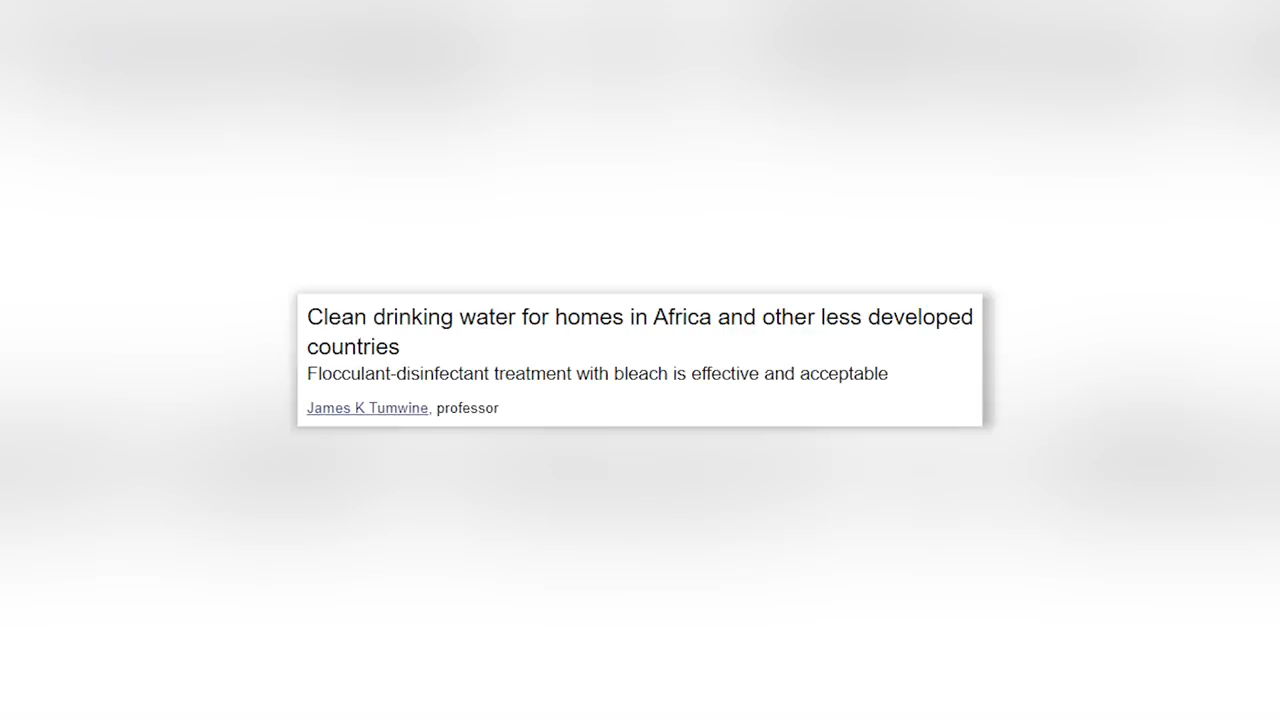 Clean drinking water for homes in Africa and other less developed
countries
Flocculant-disinfectant treatment with bleach is effective and acceptable
James K Tumwine, professor